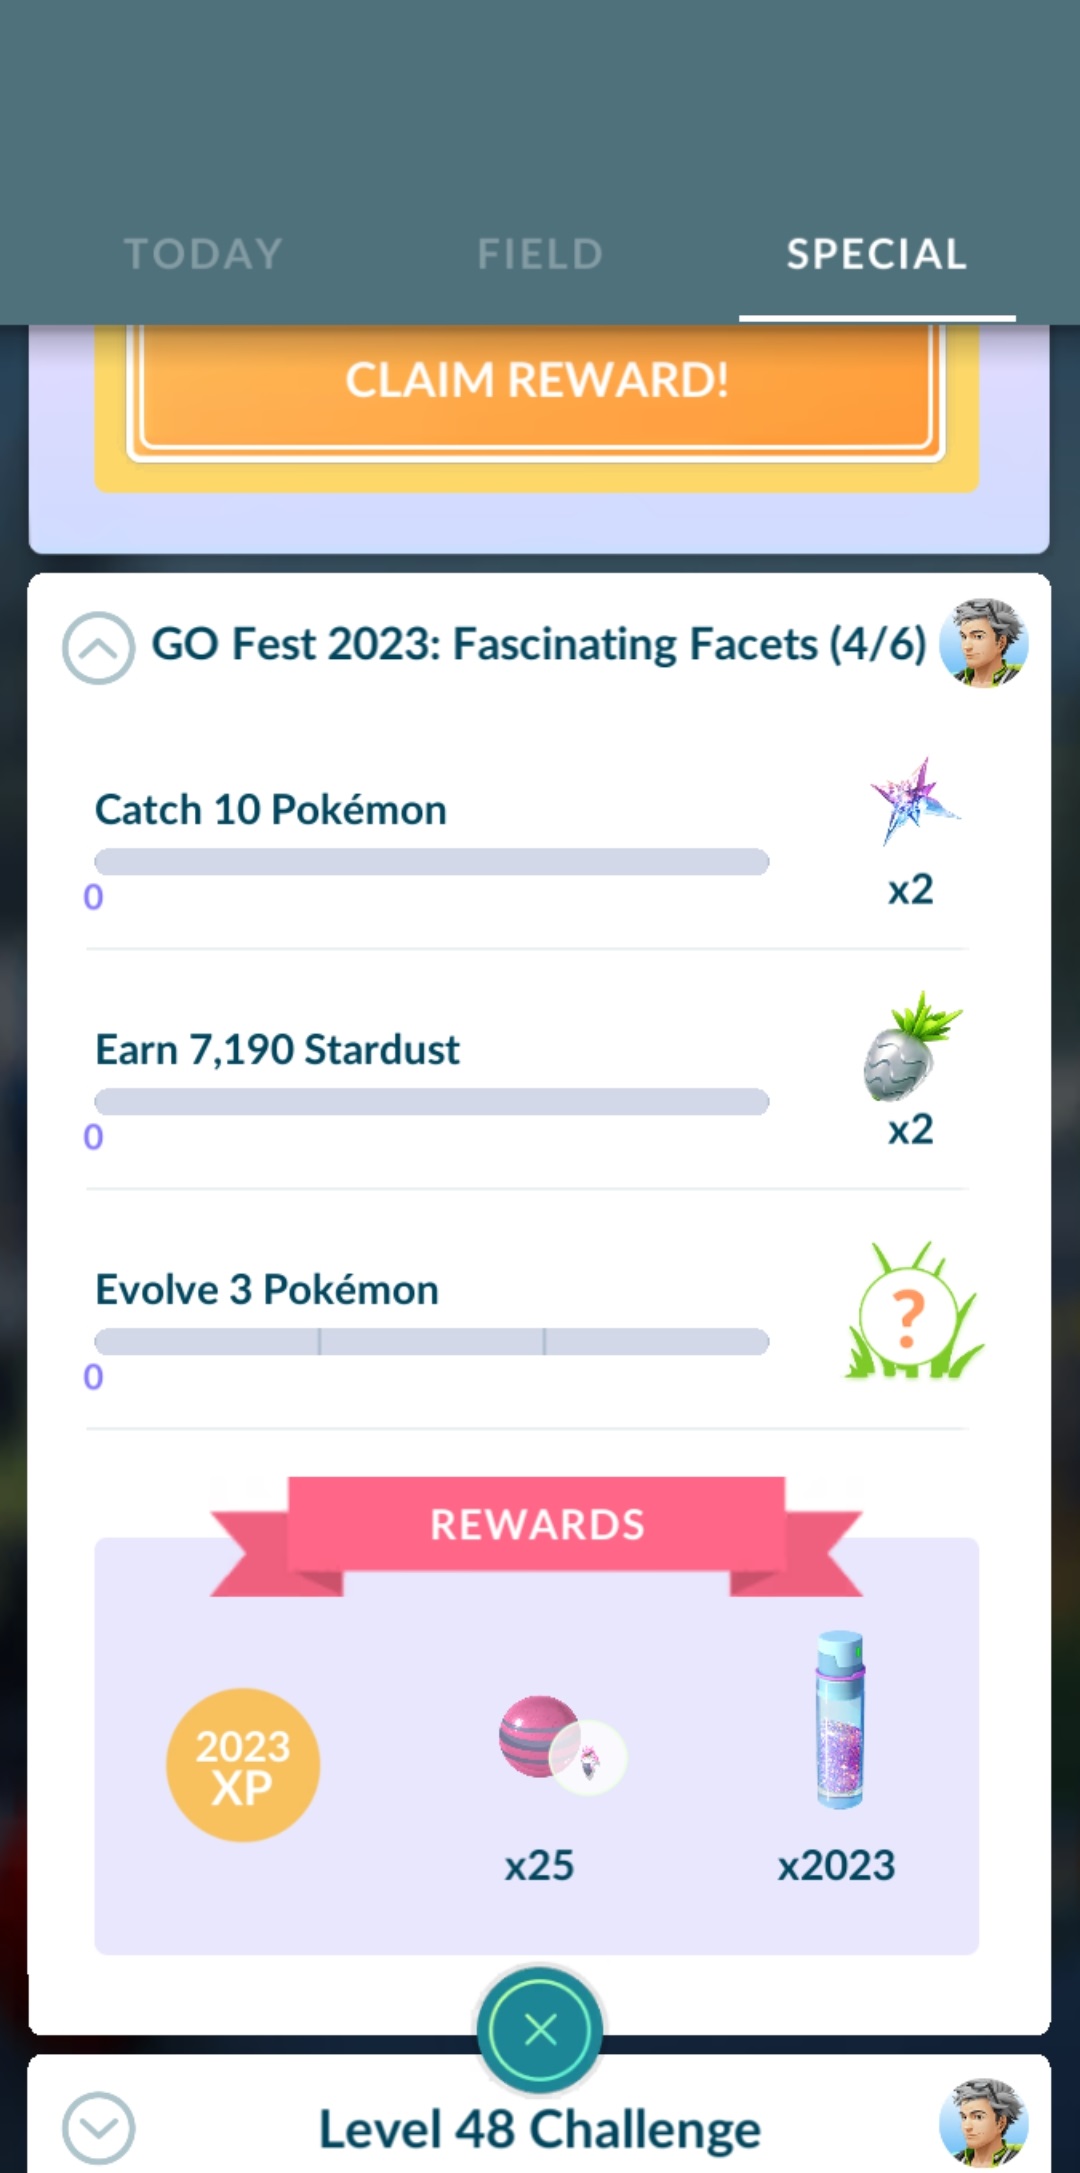 TODAY
FIELD
SPECIAL
CLAIM REWARD!
GO Fest 2023: Fascinating Facets (4/6)
Catch 10 Pokémon
0
x2
Earn 7,190 Stardust
0
x2
Evolve 3 Pokémon
0
?
REWARDS
2023
XP
x25
x2023
Level 48 Challenge